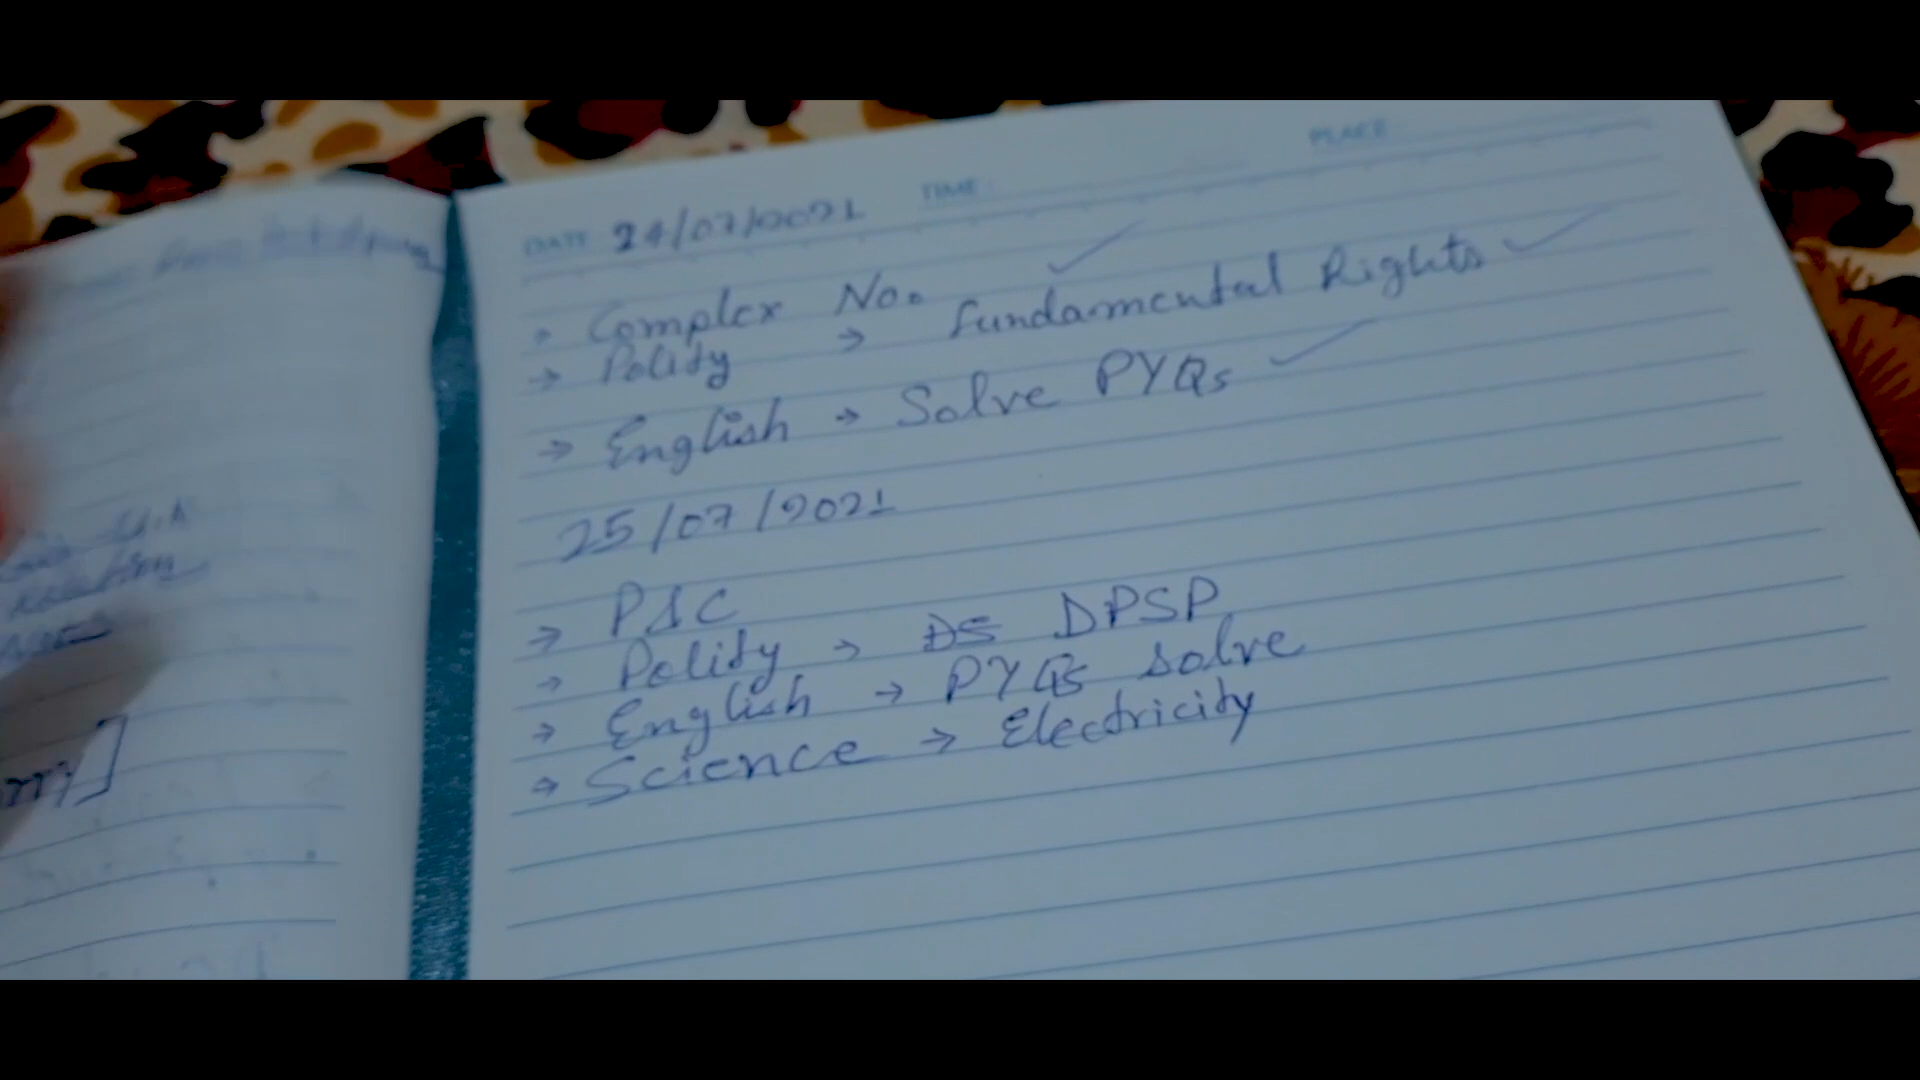 PLACE
DATE 24/07/2021 TIME:
→ Complex No. ✓
→ Polity → Fundamental Rights ✓
→ English → Solve PYQs ✓
25/07/2021
→ P&C
→ Polity → DS DPSP
→ English → PYQs solve
→ Science → Electricity